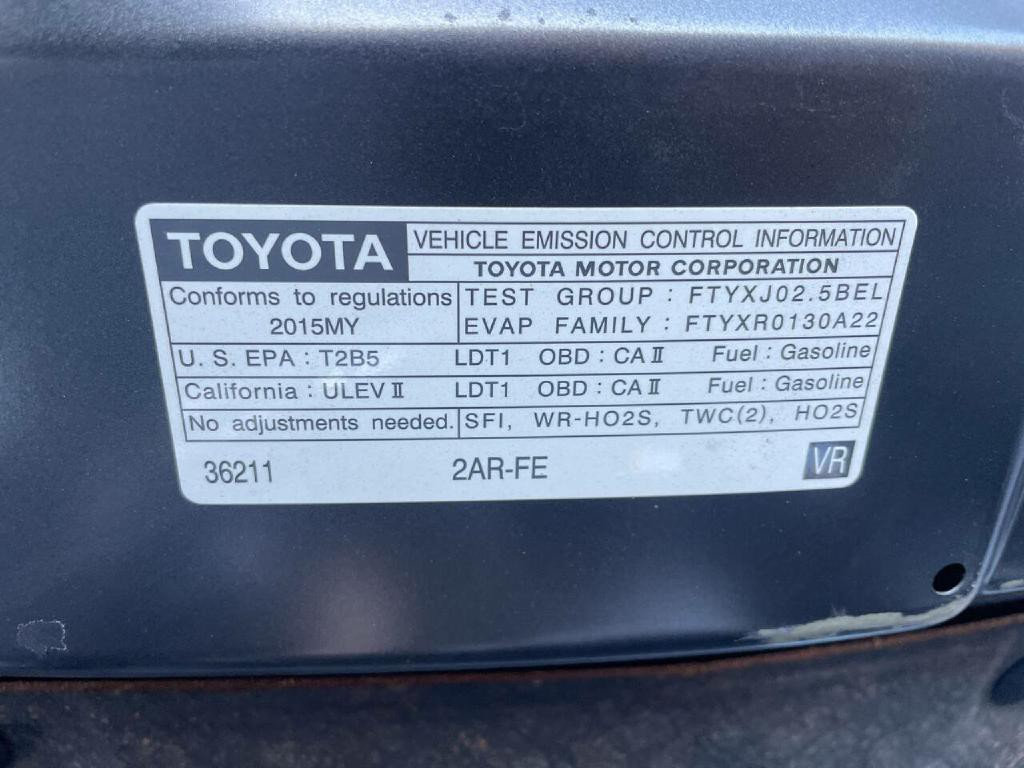 TOYOTA VEHICLE EMISSION CONTROL INFORMATION
TOYOTA MOTOR CORPORATION
Conforms to regulations TEST GROUP : FTYXJ02.5BEL
2015MY EVAP FAMILY : FTYXR0130A22
U. S. EPA : T2B5 LDT1 OBD : CA II Fuel : Gasoline
California : ULEV II LDT1 OBD : CA II Fuel : Gasoline
No adjustments needed. SFI, WR-HO2S, TWC(2), HO2S
36211 2AR-FE VR